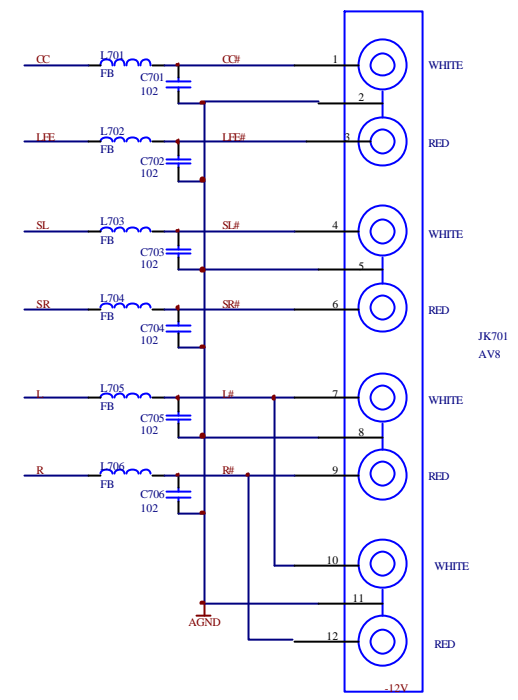 CC
L701
FB
C701
102
CC#
1
WHITE
2
LFE
L702
FB
C702
102
LFE#
3
RED
SL
L703
FB
C703
102
SL#
4
WHITE
5
SR
L704
FB
C704
102
SR#
6
RED
JK701
AV8
L
L705
FB
C705
102
L#
7
WHITE
8
R
L706
FB
C706
102
R#
9
RED
10
WHITE
11
AGND
12
RED
-12V